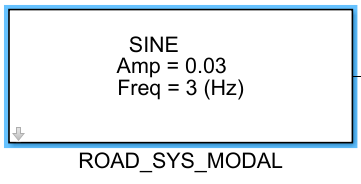 SINE
Amp = 0.03
Freq = 3 (Hz)
ROAD_SYS_MODAL